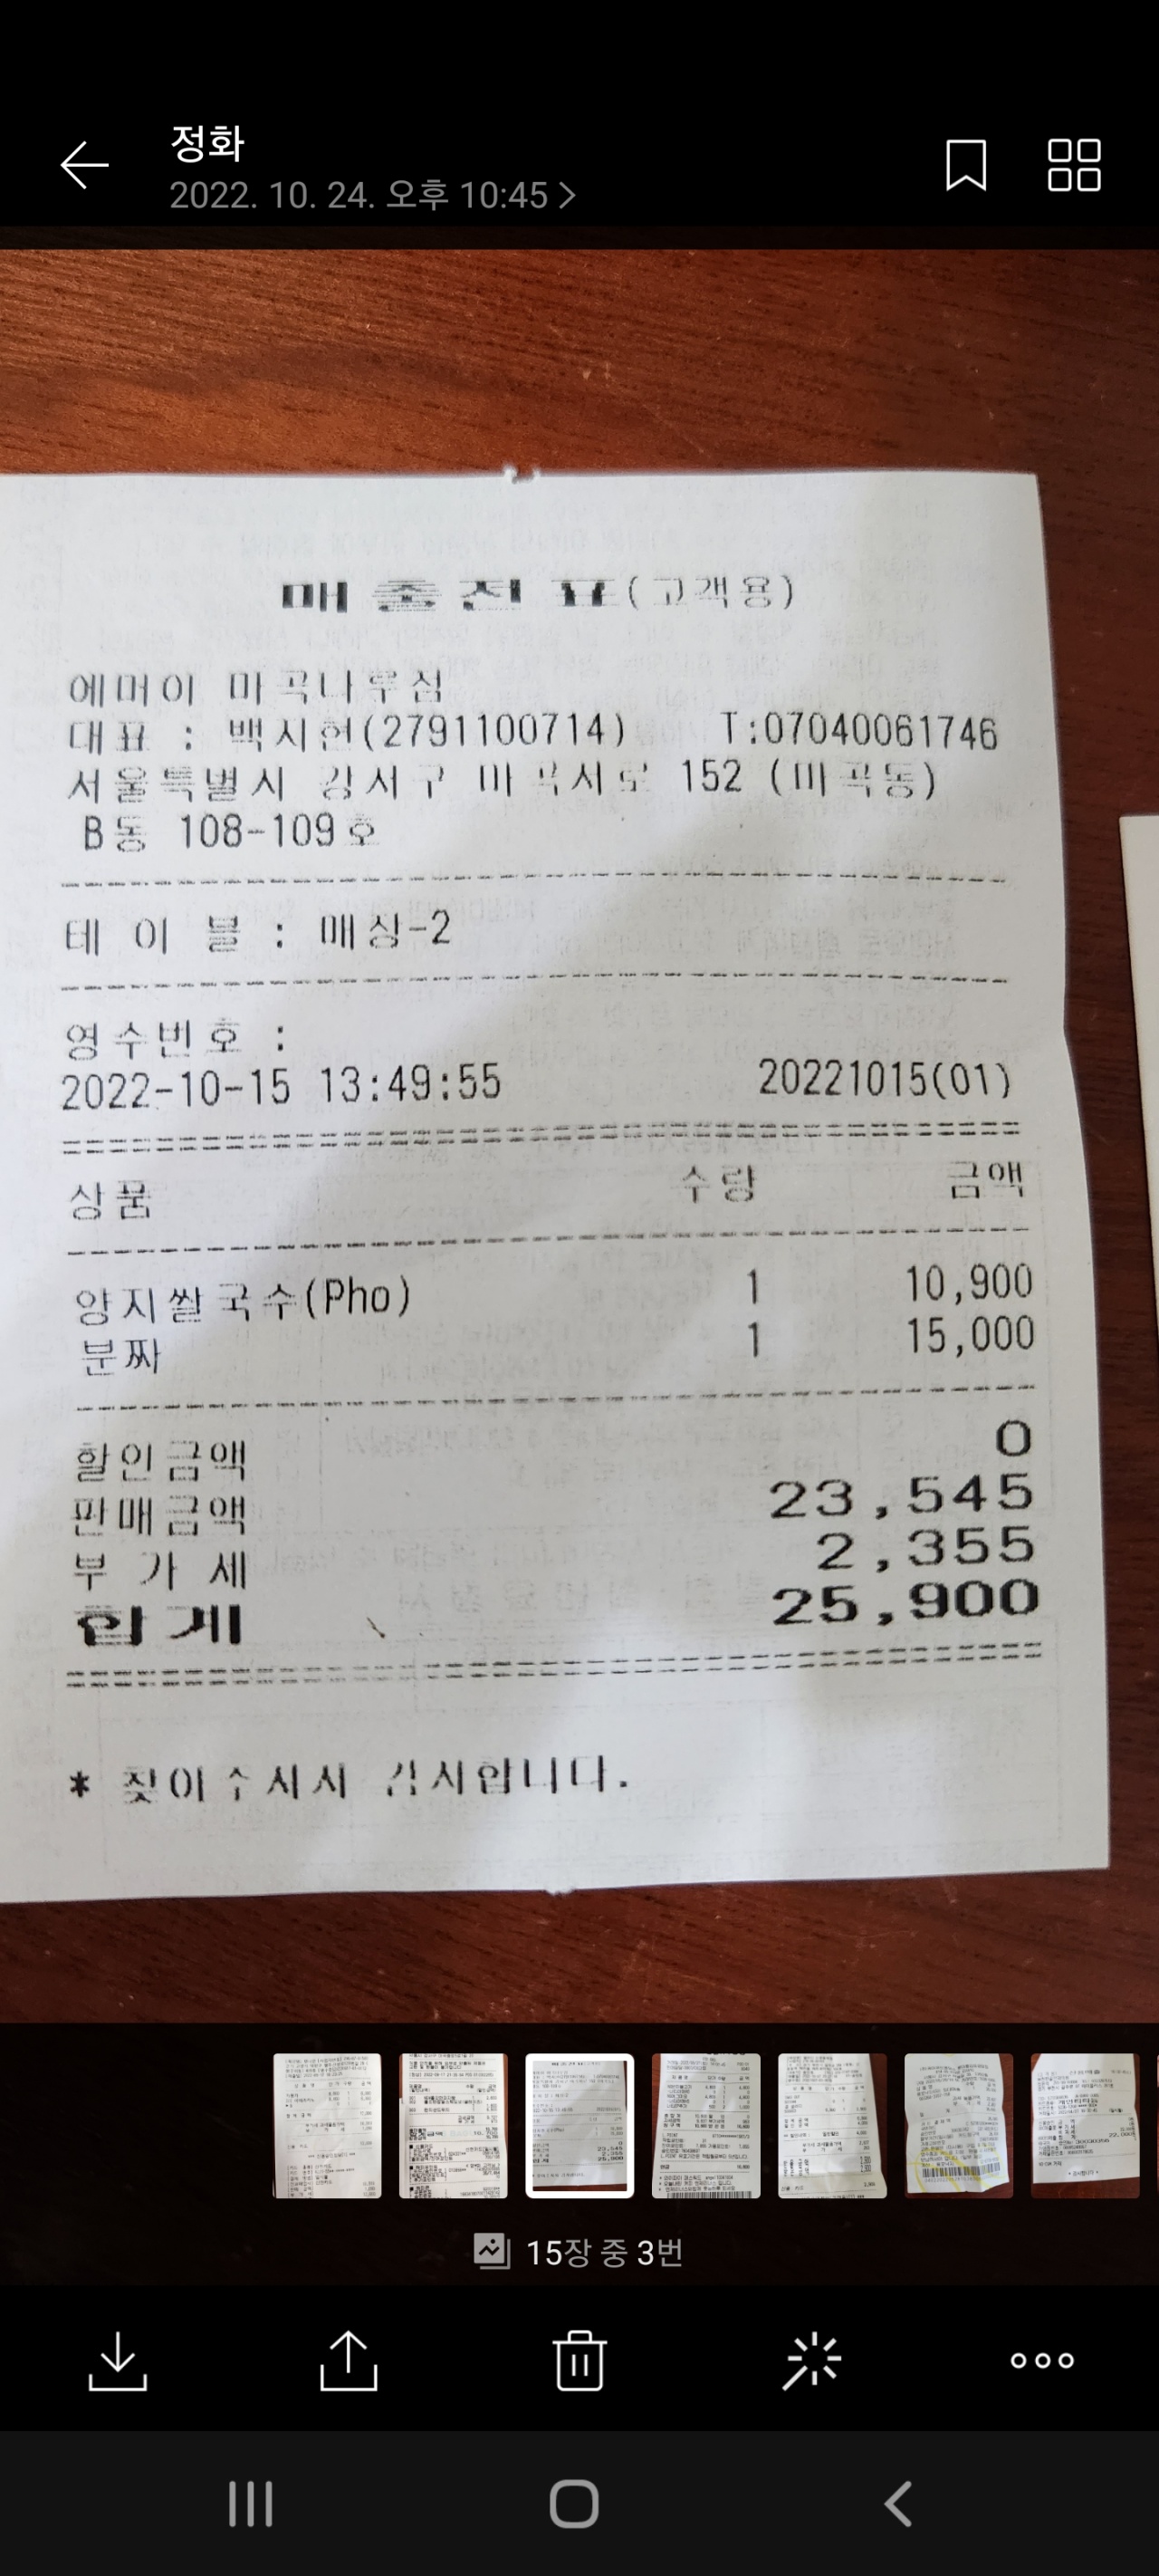 정화
2022. 10. 24. 오후 10:45 >
매출전표(고객용)
에머이 마곡나루점
대표 : 백시현(2791100714) T:07040061746
서울특별시 강서구 마곡서로 152 (마곡동)
B동 108-109호
테 이 블 : 매장-2
영수번호 :
2022-10-15 13:49:55 20221015(01)
상품 수량 금액
양지쌀국수(Pho) 1 10,900
분짜 1 15,000
할인금액 0
판매금액 23,545
부 가 세 2,355
합계 25,900
* 찾아주셔서 감사합니다.
15장 중 3번